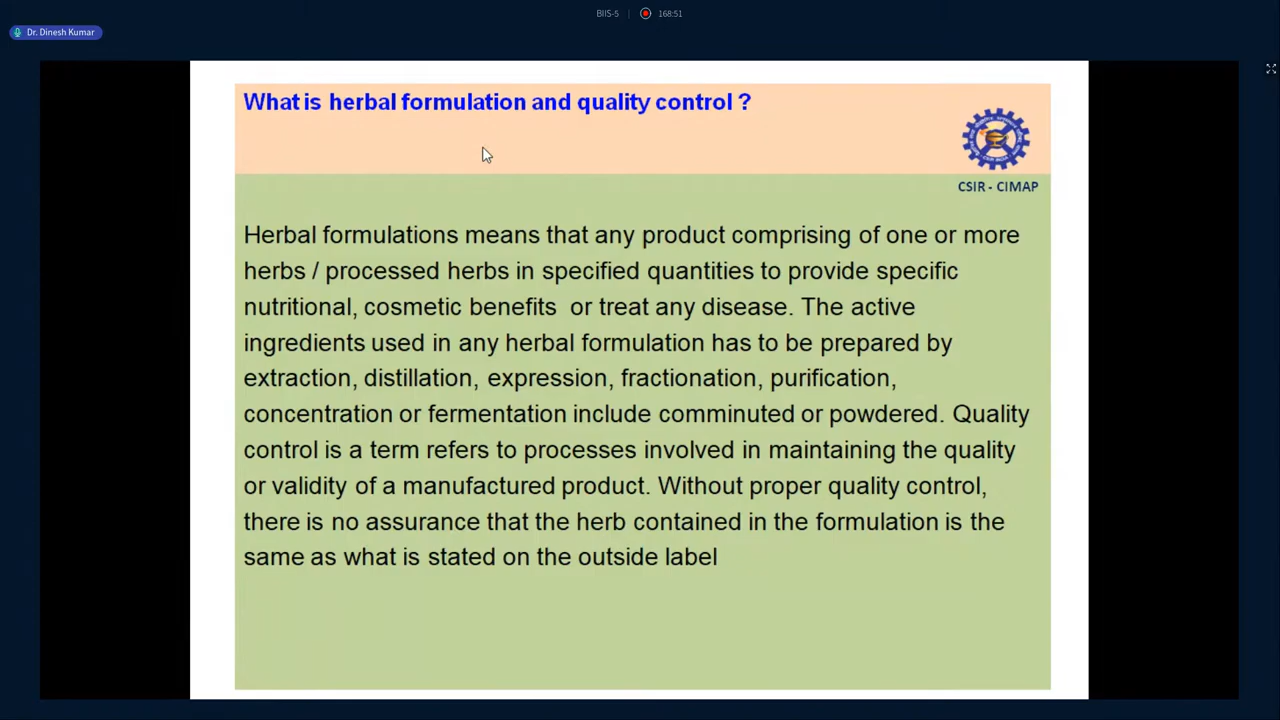 BIIS-5 | 168:51
Dr. Dinesh Kumar
What is herbal formulation and quality control ?
CSIR - CIMAP
Herbal formulations means that any product comprising of one or more
herbs / processed herbs in specified quantities to provide specific
nutritional, cosmetic benefits or treat any disease. The active
ingredients used in any herbal formulation has to be prepared by
extraction, distillation, expression, fractionation, purification,
concentration or fermentation include comminuted or powdered. Quality
control is a term refers to processes involved in maintaining the quality
or validity of a manufactured product. Without proper quality control,
there is no assurance that the herb contained in the formulation is the
same as what is stated on the outside label